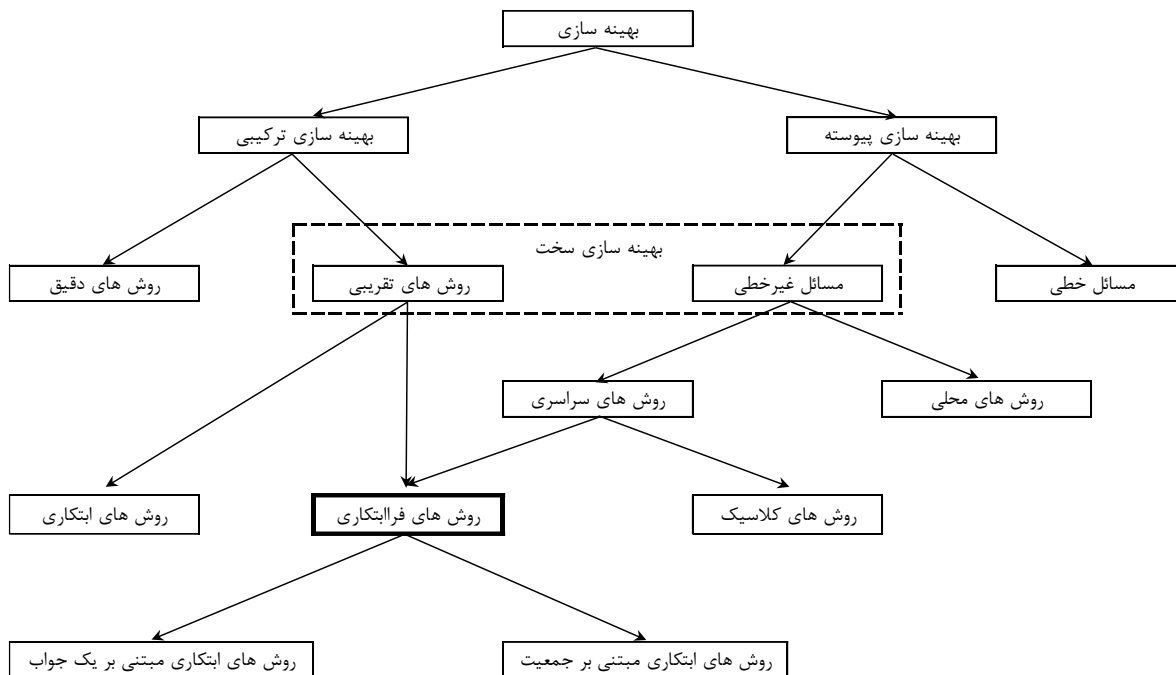 بهینه سازی
بهینه سازی پیوسته
بهینه سازی ترکیبی
بهینه سازی سخت
مسائل خطی
مسائل غیرخطی
روش های تقریبی
روش های دقیق
روش های محلی
روش های سراسری
روش های کلاسیک
روش های فراابتکاری
روش های ابتکاری
روش های ابتکاری مبتنی بر جمعیت
روش های ابتکاری مبتنی بر یک جواب